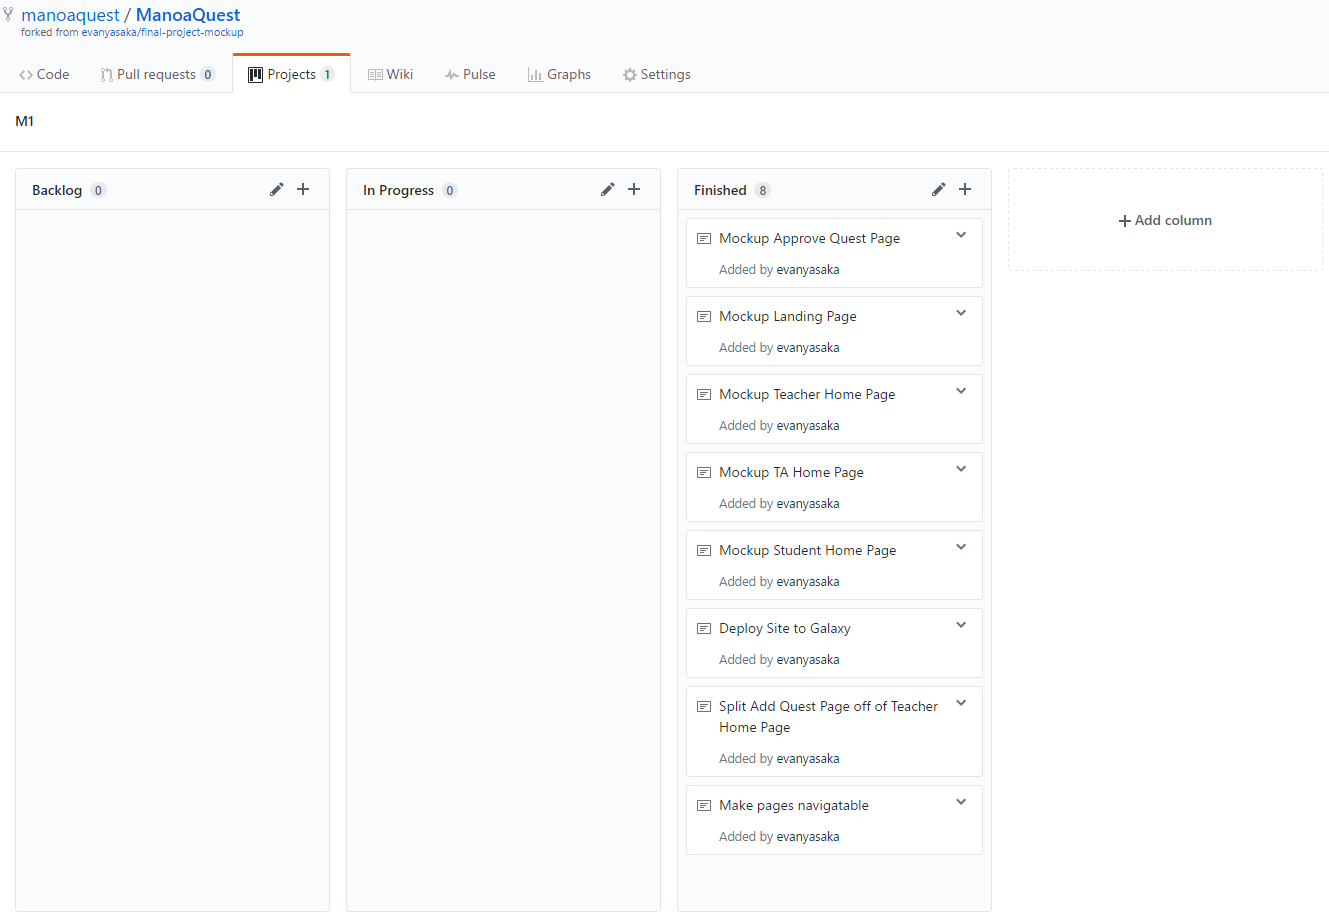 manoaquest / ManoaQuest
forked from evanyasaka/final-project-mockup
Code Pull requests 0 Projects 1 Wiki Pulse Graphs Settings
M1
Backlog 0
In Progress 0
Finished 8
Mockup Approve Quest Page
Added by evanyasaka
Mockup Landing Page
Added by evanyasaka
Mockup Teacher Home Page
Added by evanyasaka
Mockup TA Home Page
Added by evanyasaka
Mockup Student Home Page
Added by evanyasaka
Deploy Site to Galaxy
Added by evanyasaka
Split Add Quest Page off of Teacher
Home Page
Added by evanyasaka
Make pages navigatable
Added by evanyasaka
Add column